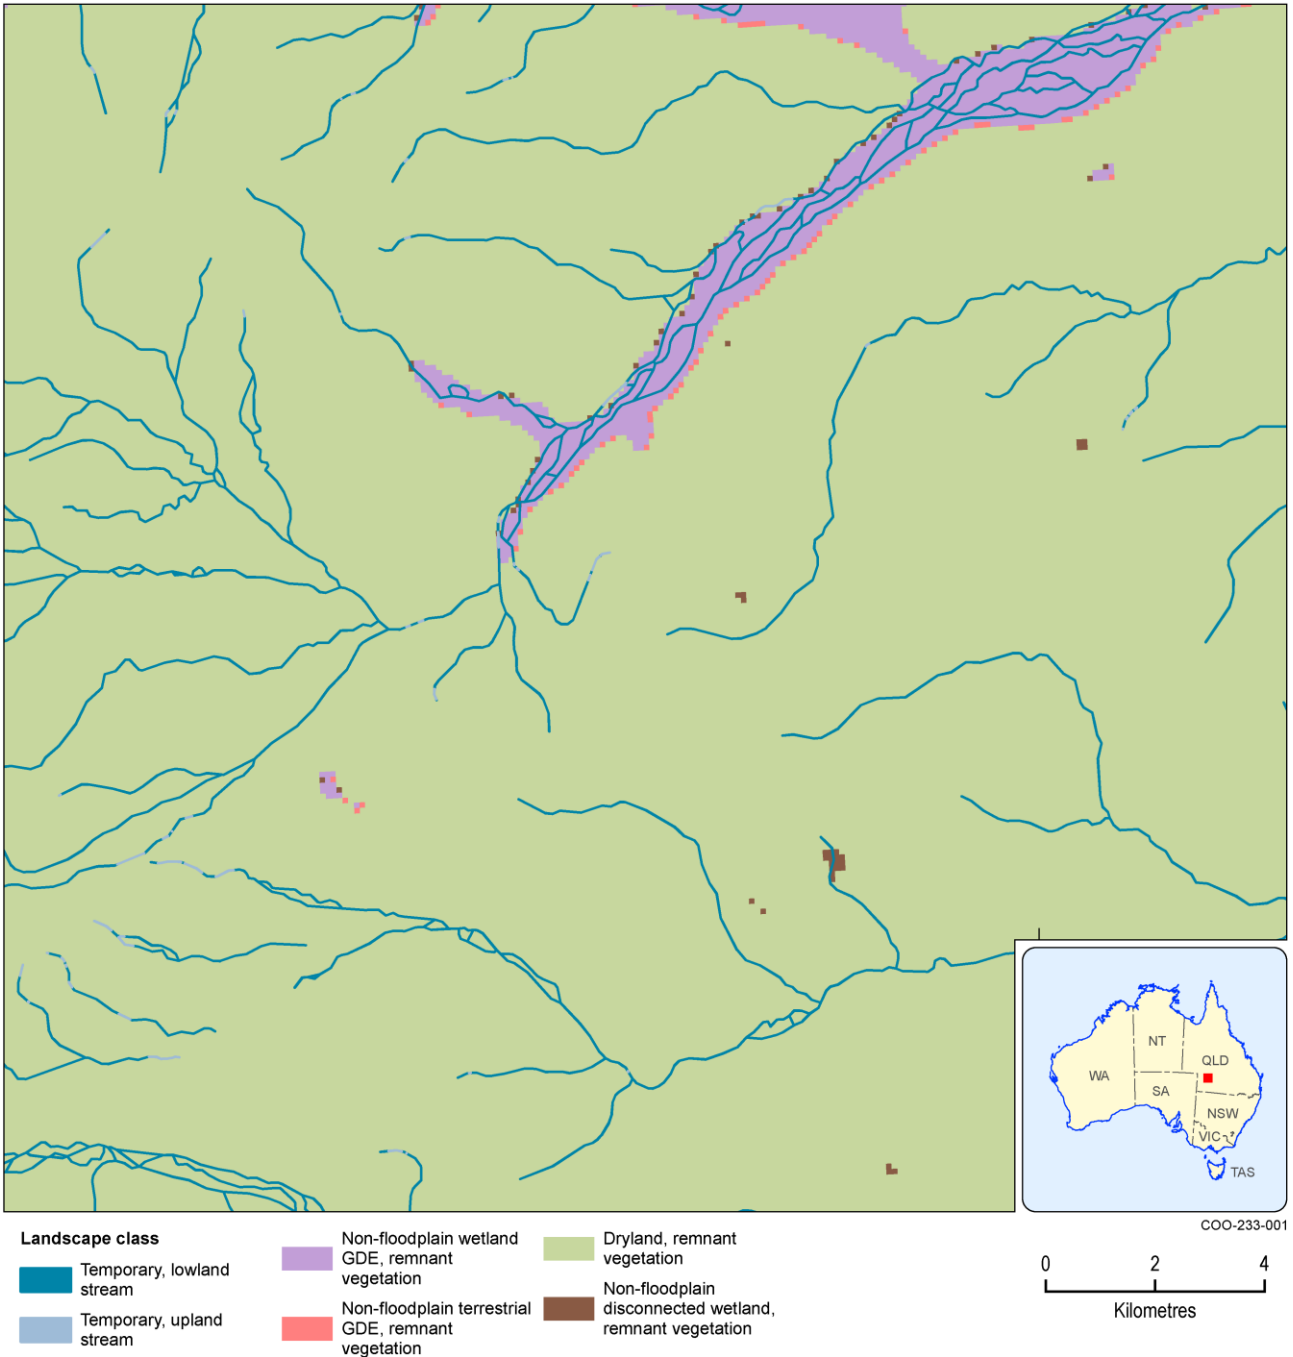 NT
QLD
WA
SA
NSW
VIC
TAS
COO-233-001
Landscape class
Temporary, lowland
stream
Temporary, upland
stream
Non-floodplain wetland
GDE, remnant
vegetation
Non-floodplain terrestrial
GDE, remnant
vegetation
Dryland, remnant
vegetation
Non-floodplain
disconnected wetland,
remnant vegetation
0 2 4
Kilometres